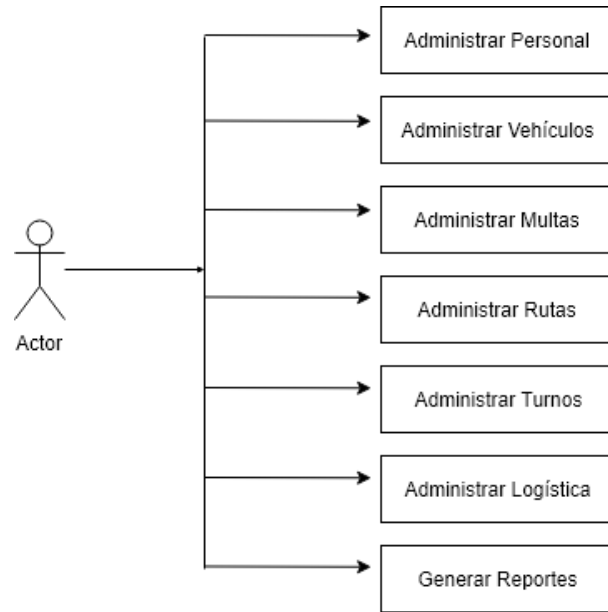 Administrar Personal
Administrar Vehículos
Administrar Multas
Administrar Rutas
Actor
Administrar Turnos
Administrar Logística
Generar Reportes